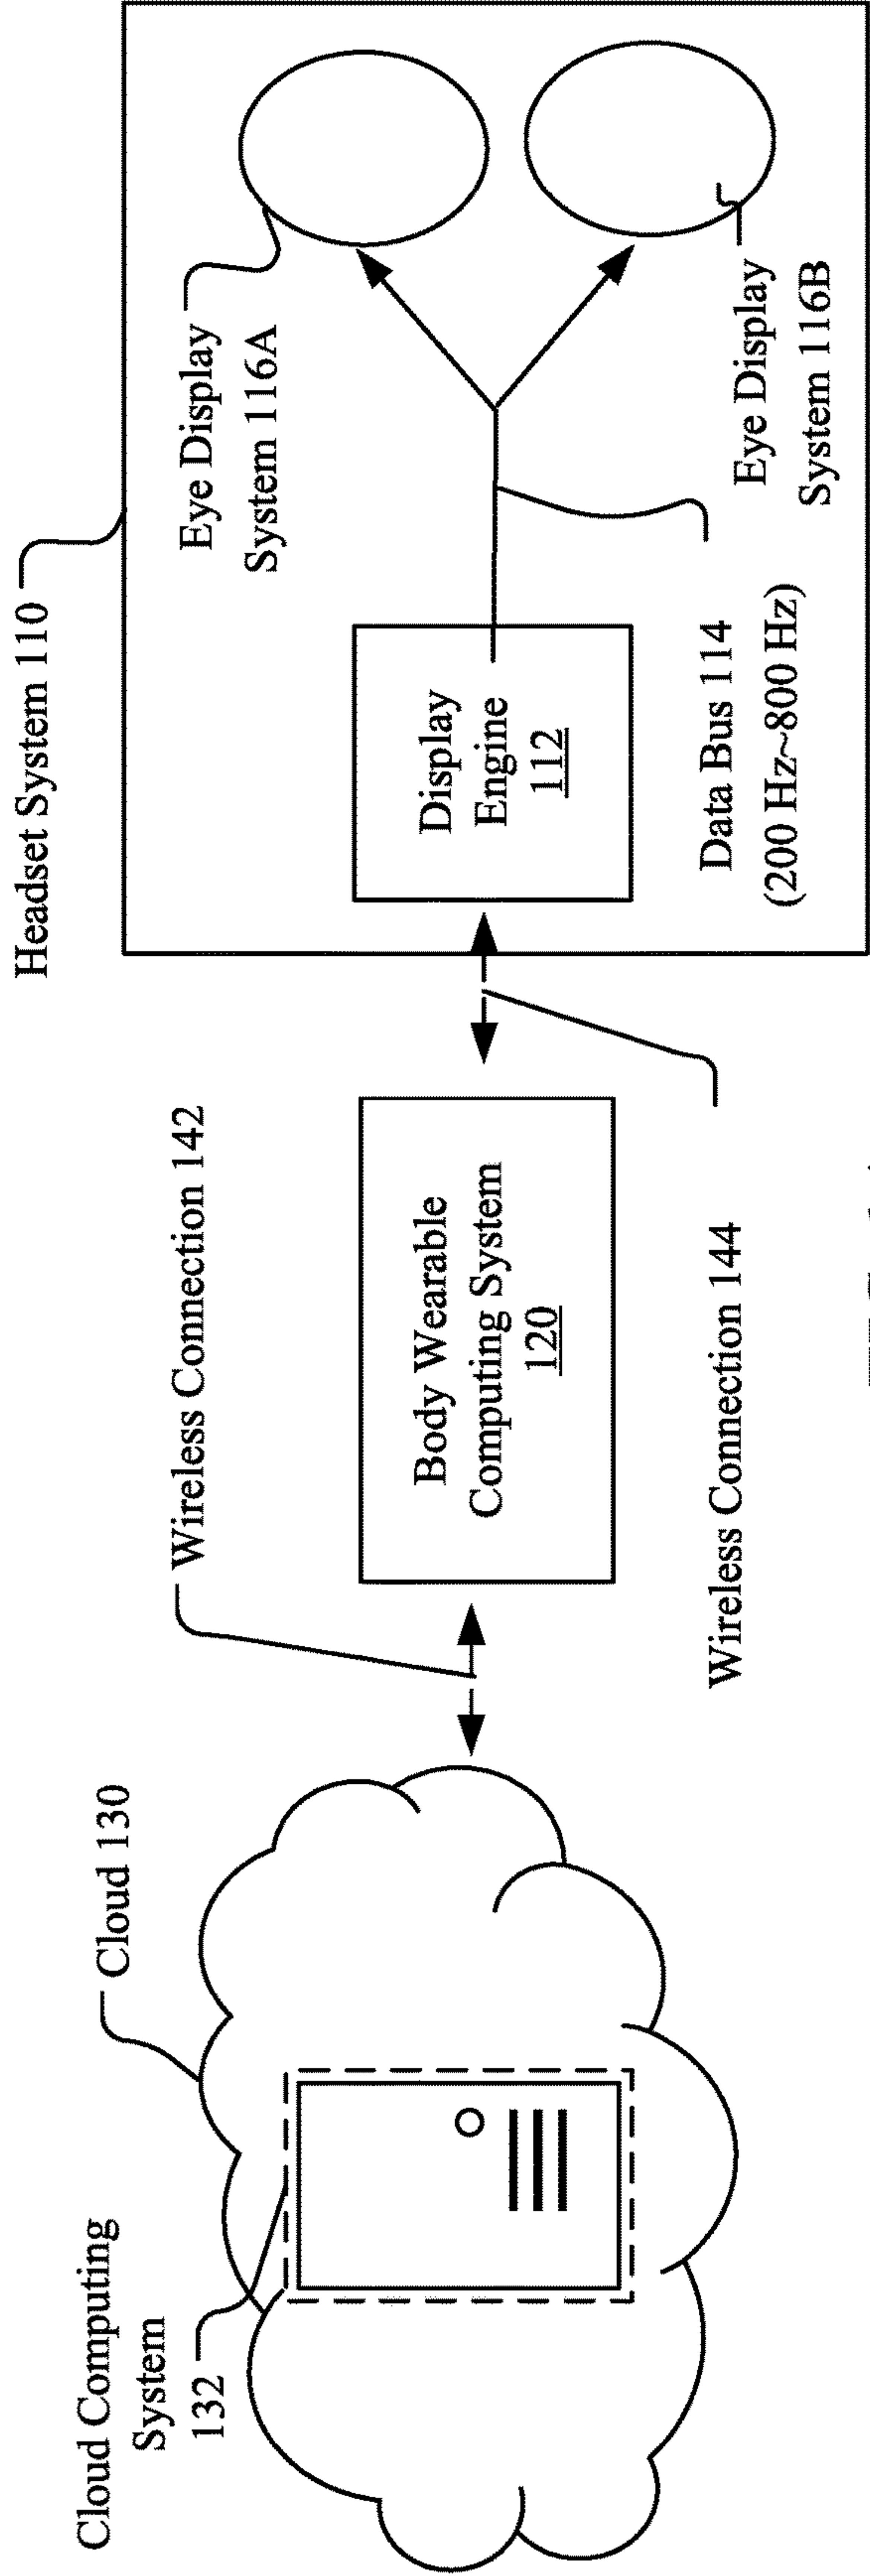 Cloud Computing
System
132
Cloud 130
Wireless Connection 142
Body Wearable
Computing System
120
Wireless Connection 144
Headset System 110
Display
Engine
112
Data Bus 114
(200 Hz~800 Hz)
Eye Display
System 116A
Eye Display
System 116B